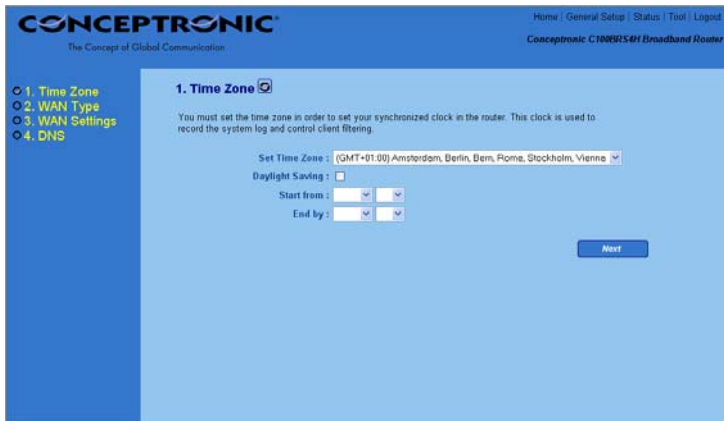 CONCEPTRONIC
The Concept of Global Communication
Home | General Setup | Status | Tool | Logout
Conceptronic C100BRS4H Broadband Router
1. Time Zone
2. WAN Type
3. WAN Settings
4. DNS
1. Time Zone
You must set the time zone in order to set your synchronized clock in the router. This clock is used to
record the system log and control client filtering.
Set Time Zone : (GMT+01:00) Amsterdam, Berlin, Bern, Rome, Stockholm, Vienna
Daylight Saving :
Start from :
End by :
Next